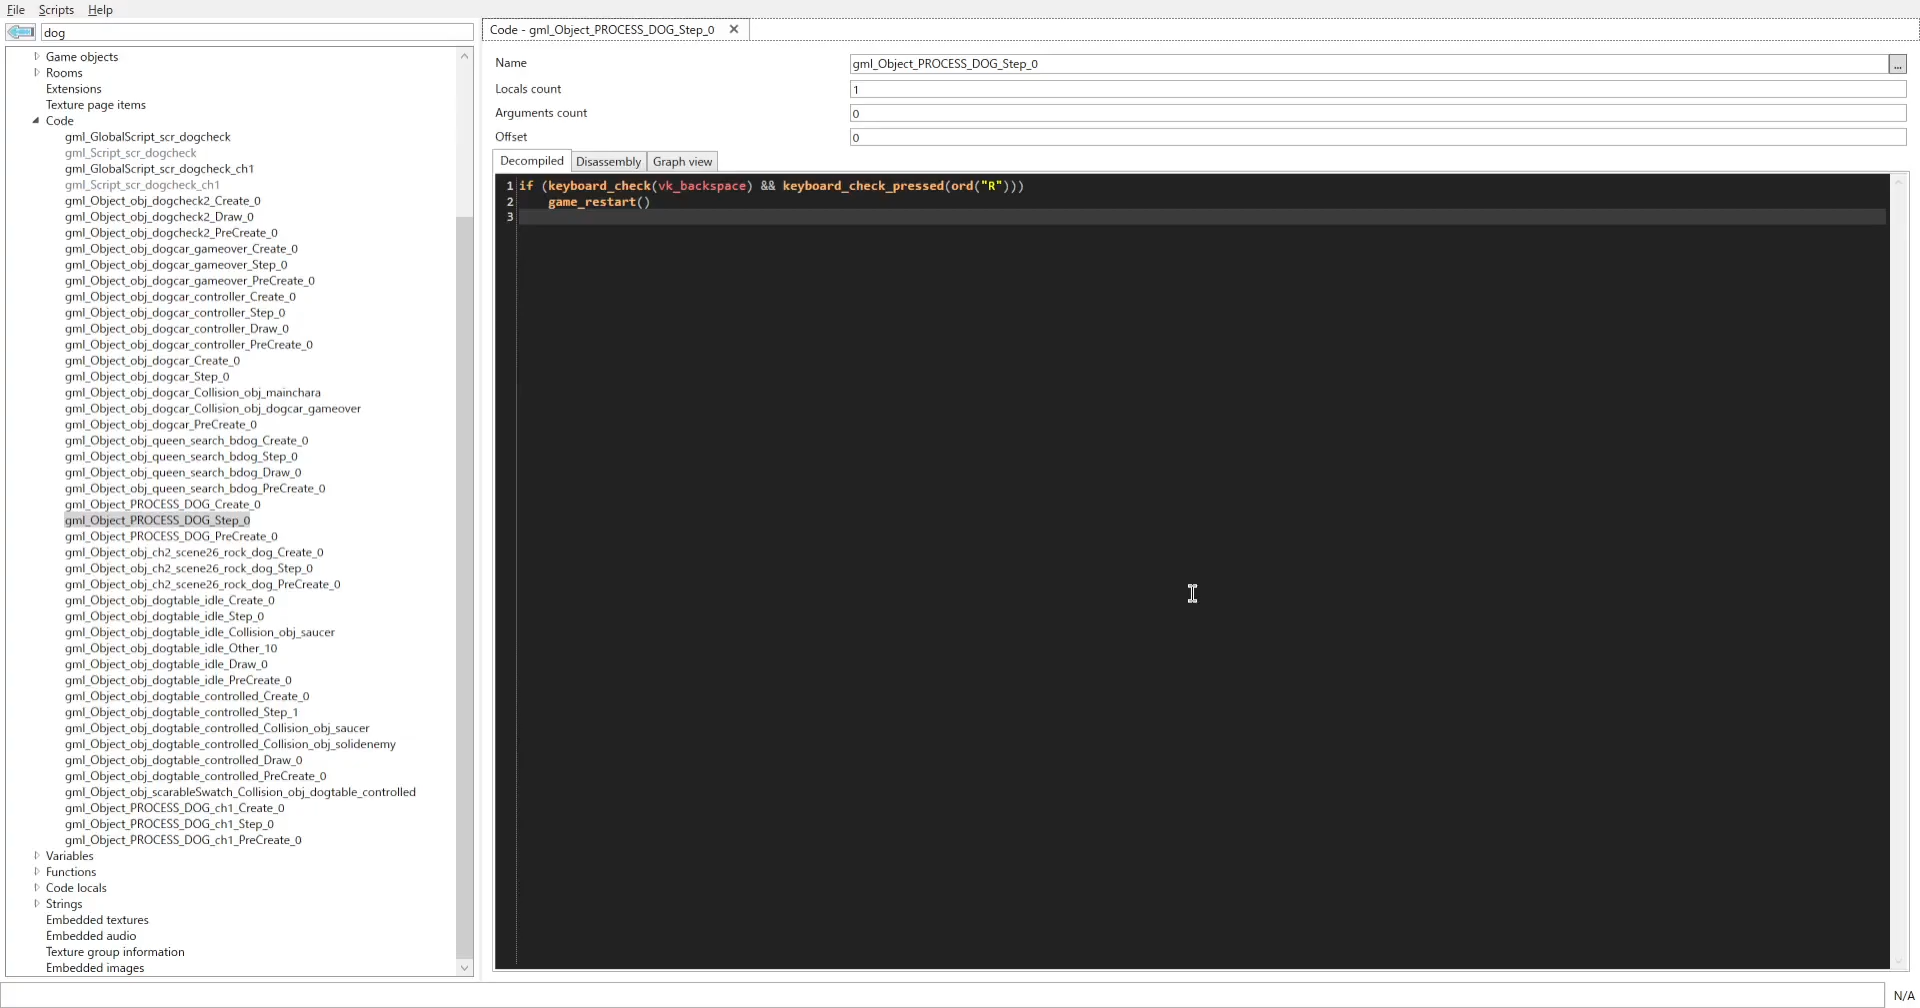 File Scripts Help
dog
Game objects
Rooms
Extensions
Texture page items
Code
gml_GlobalScript_scr_dogcheck
gml_Script_scr_dogcheck
gml_GlobalScript_scr_dogcheck_ch1
gml_Script_scr_dogcheck_ch1
gml_Object_obj_dogcheck2_Create_0
gml_Object_obj_dogcheck2_Draw_0
gml_Object_obj_dogcheck2_PreCreate_0
gml_Object_obj_dogcar_gameover_Create_0
gml_Object_obj_dogcar_gameover_Step_0
gml_Object_obj_dogcar_gameover_PreCreate_0
gml_Object_obj_dogcar_controller_Create_0
gml_Object_obj_dogcar_controller_Step_0
gml_Object_obj_dogcar_controller_Draw_0
gml_Object_obj_dogcar_controller_PreCreate_0
gml_Object_obj_dogcar_Create_0
gml_Object_obj_dogcar_Step_0
gml_Object_obj_dogcar_Collision_obj_mainchara
gml_Object_obj_dogcar_Collision_obj_dogcar_gameover
gml_Object_obj_dogcar_PreCreate_0
gml_Object_obj_queen_search_bdog_Create_0
gml_Object_obj_queen_search_bdog_Step_0
gml_Object_obj_queen_search_bdog_Draw_0
gml_Object_obj_queen_search_bdog_PreCreate_0
gml_Object_PROCESS_DOG_Create_0
gml_Object_PROCESS_DOG_Step_0
gml_Object_PROCESS_DOG_PreCreate_0
gml_Object_obj_ch2_scene26_rock_dog_Create_0
gml_Object_obj_ch2_scene26_rock_dog_Step_0
gml_Object_obj_ch2_scene26_rock_dog_PreCreate_0
gml_Object_obj_dogtable_idle_Create_0
gml_Object_obj_dogtable_idle_Step_0
gml_Object_obj_dogtable_idle_Collision_obj_saucer
gml_Object_obj_dogtable_idle_Other_10
gml_Object_obj_dogtable_idle_Draw_0
gml_Object_obj_dogtable_idle_PreCreate_0
gml_Object_obj_dogtable_controlled_Create_0
gml_Object_obj_dogtable_controlled_Step_1
gml_Object_obj_dogtable_controlled_Collision_obj_saucer
gml_Object_obj_dogtable_controlled_Collision_obj_solidenemy
gml_Object_obj_dogtable_controlled_Draw_0
gml_Object_obj_dogtable_controlled_PreCreate_0
gml_Object_obj_scarableSwatch_Collision_obj_dogtable_controlled
gml_Object_PROCESS_DOG_ch1_Create_0
gml_Object_PROCESS_DOG_ch1_Step_0
gml_Object_PROCESS_DOG_ch1_PreCreate_0
Variables
Functions
Code locals
Strings
Embedded textures
Embedded audio
Texture group information
Embedded images
Code - gml_Object_PROCESS_DOG_Step_0
Name gml_Object_PROCESS_DOG_Step_0 ...
Locals count 1
Arguments count 0
Offset 0
Decompiled Disassembly Graph view
1 if (keyboard_check(vk_backspace) && keyboard_check_pressed(ord("R")))
2 game_restart()
3
N/A